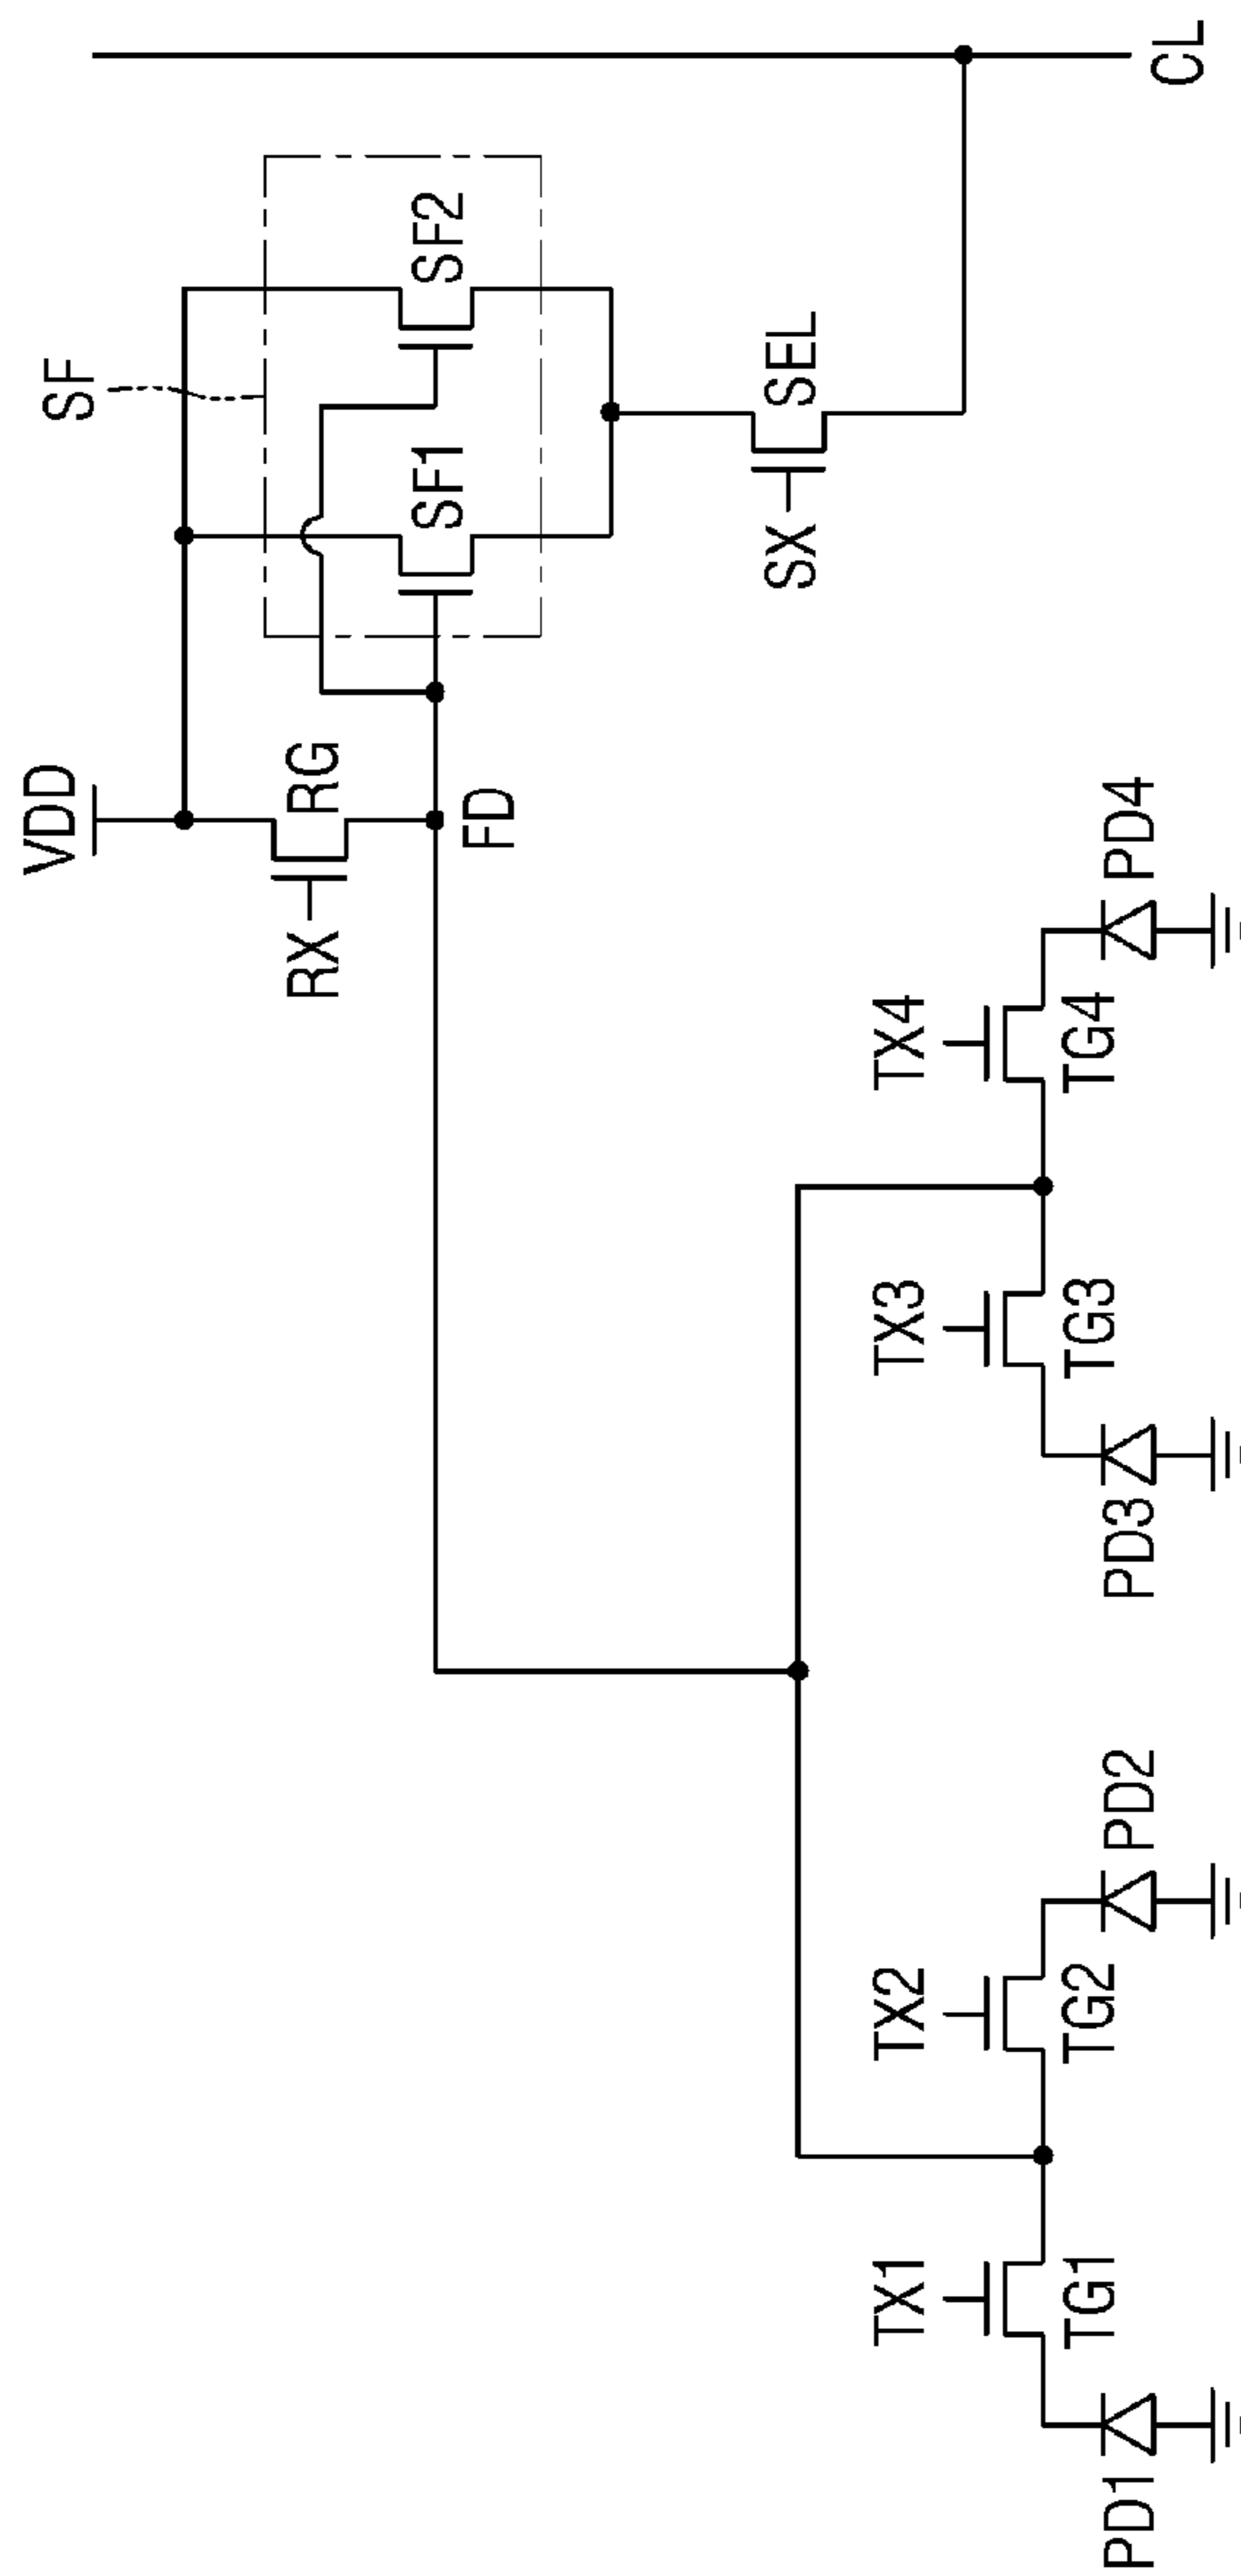 VDD
SF
RX
RG
SF1
SF2
FD
SX
SEL
TX1
TX2
TX3
TX4
TG1
TG2
TG3
TG4
PD1
PD2
PD3
PD4
CL